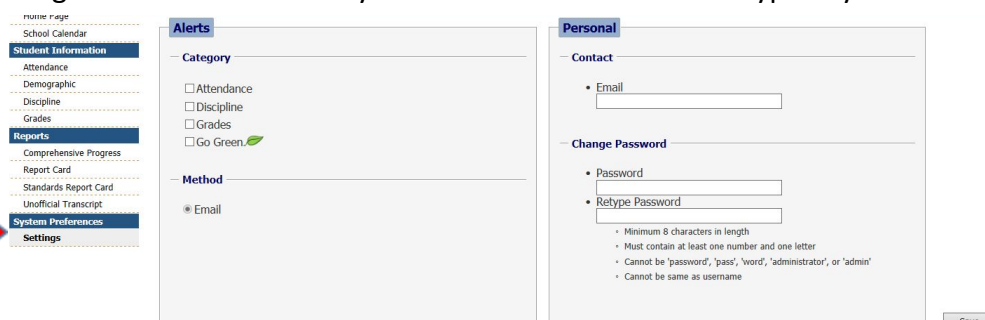 Home Page
School Calendar
Student Information
Attendance
Demographic
Discipline
Grades
Reports
Comprehensive Progress
Report Card
Standards Report Card
Unofficial Transcript
System Preferences
Settings
Alerts
Category
Attendance
Discipline
Grades
Go Green
Method
Email
Personal
Contact
• Email
Change Password
• Password
• Retype Password
Minimum 8 characters in length
Must contain at least one number and one letter
Cannot be 'password', 'pass', 'word', 'administrator', or 'admin'
Cannot be same as username